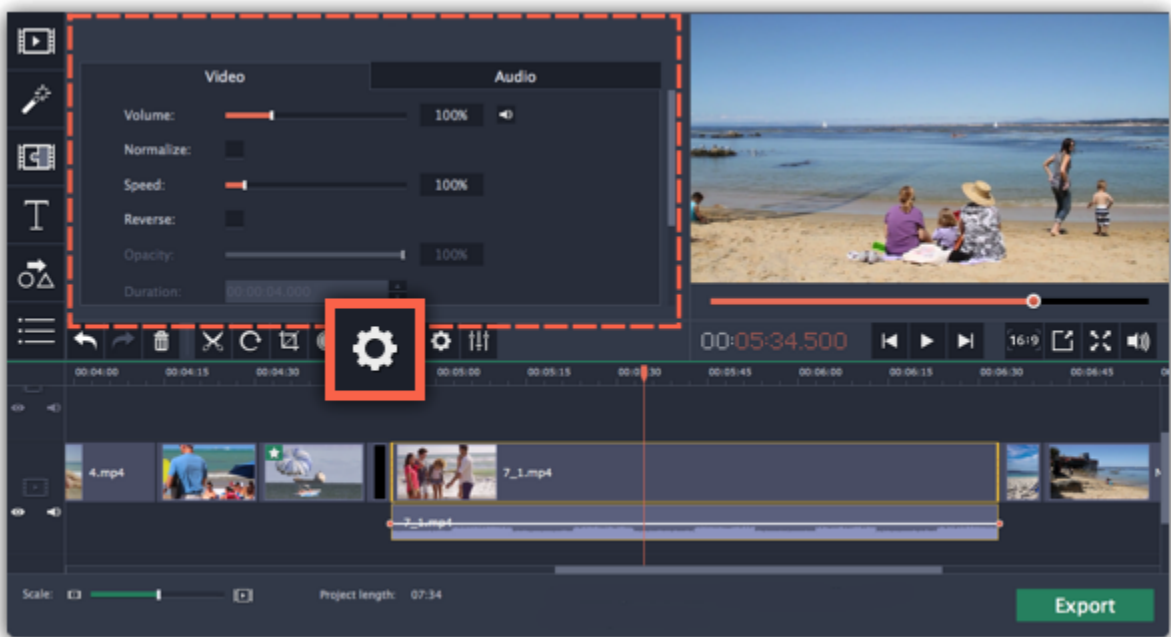 Video Audio
Volume: 100%
Normalize:
Speed: 100%
Reverse:
Opacity: 100%
Duration: 00:00:04.000
T
00:05:34.500 16:9
00:04:00 00:04:15 00:04:30 00:05:00 00:05:15 00:05:45 00:06:00 00:06:15 00:06:30 00:06:45
4.mp4 7_1.mp4
7_1.mp4
Scale: Project length: 07:34
Export